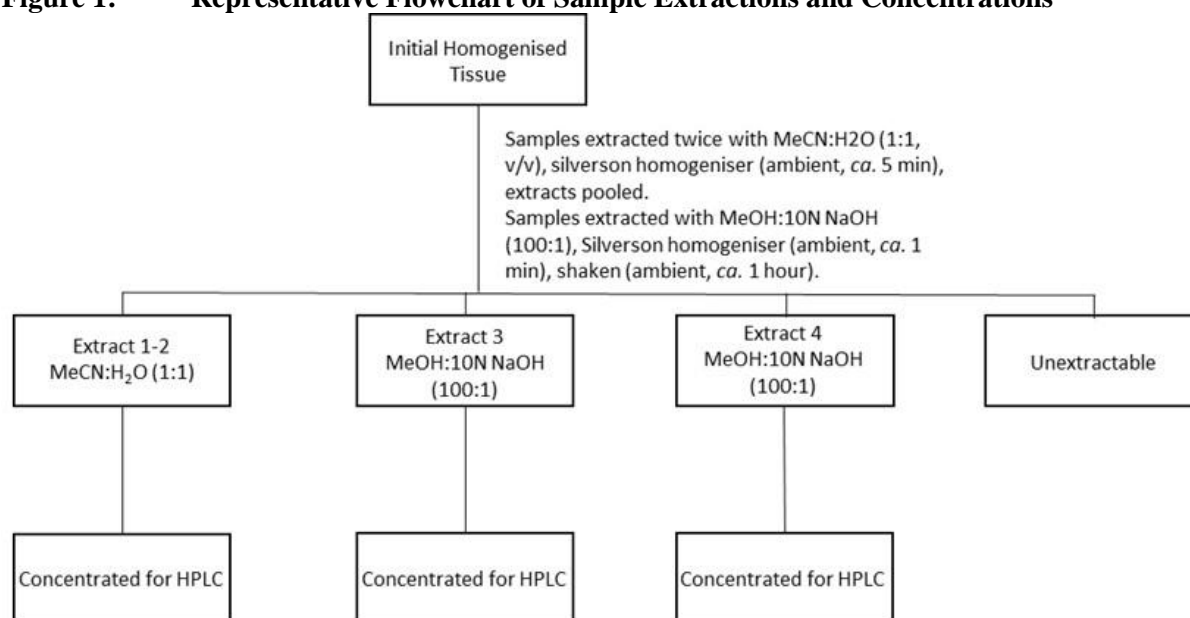 Figure 1: Representative Flowchart of Sample Extractions and Concentrations
Initial Homogenised
Tissue
Samples extracted twice with MeCN:H2O (1:1,
v/v), silverson homogeniser (ambient, ca. 5 min),
extracts pooled.
Samples extracted with MeOH:10N NaOH
(100:1), Silverson homogeniser (ambient, ca. 1
min), shaken (ambient, ca. 1 hour).
Extract 1-2
MeCN:H₂O (1:1)
Extract 3
MeOH:10N NaOH
(100:1)
Extract 4
MeOH:10N NaOH
(100:1)
Unextractable
Concentrated for HPLC
Concentrated for HPLC
Concentrated for HPLC